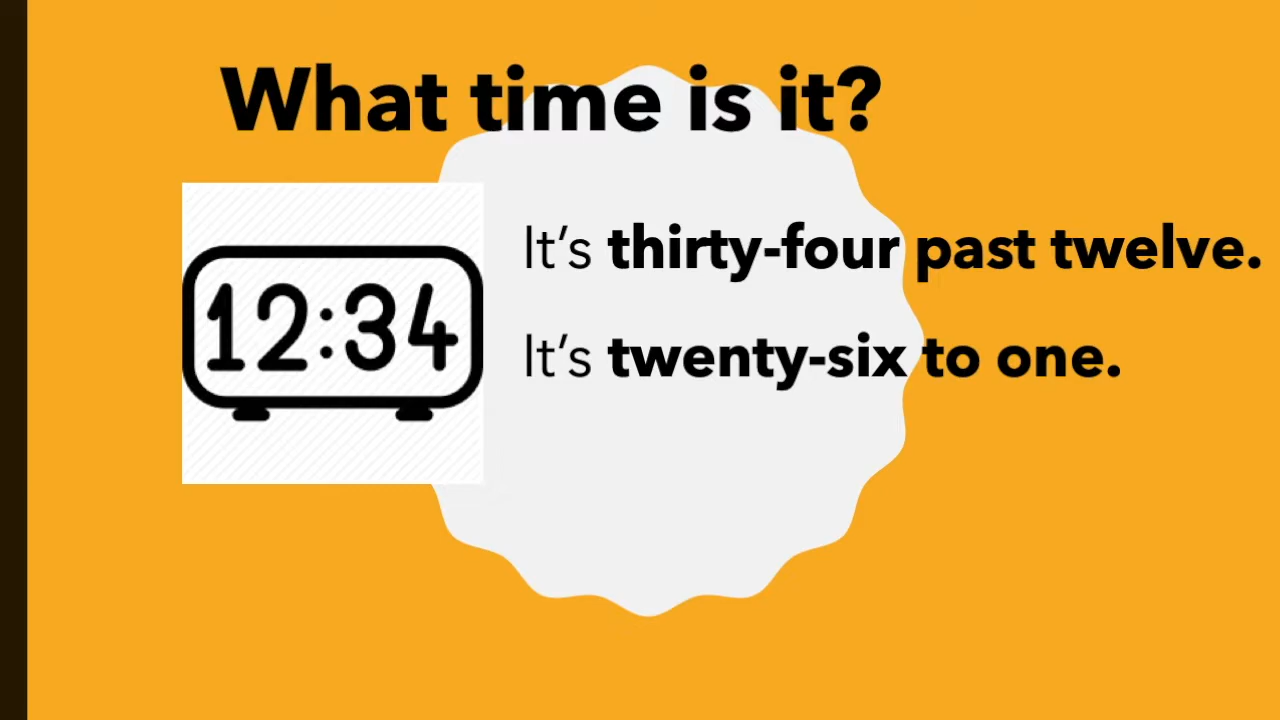 What time is it?
12:34
It’s thirty-four past twelve.
It’s twenty-six to one.